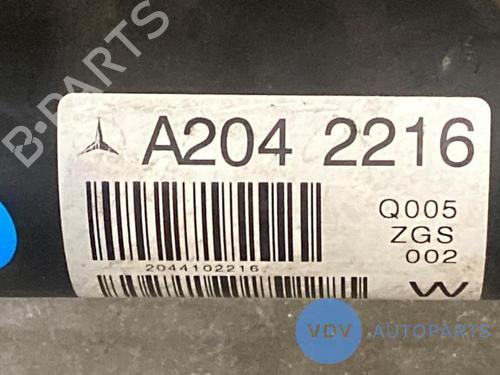 B-PARTS
A204 2216
2044102216
Q005
ZGS
002
W
VDV AUTOPARTS